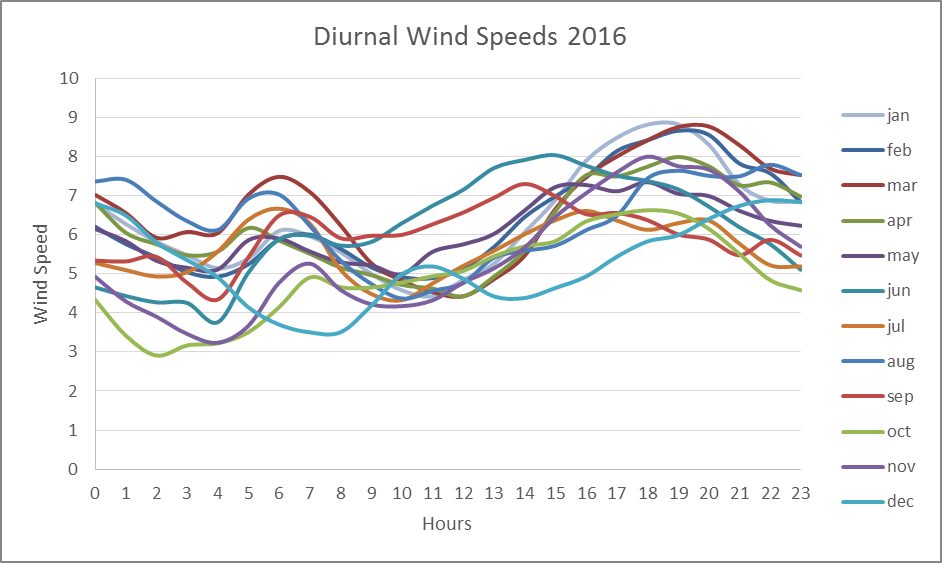 Diurnal Wind Speeds 2016
Wind Speed
10
9
8
7
6
5
4
3
2
1
0
0 1 2 3 4 5 6 7 8 9 10 11 12 13 14 15 16 17 18 19 20 21 22 23
Hours
jan
feb
mar
apr
may
jun
jul
aug
sep
oct
nov
dec